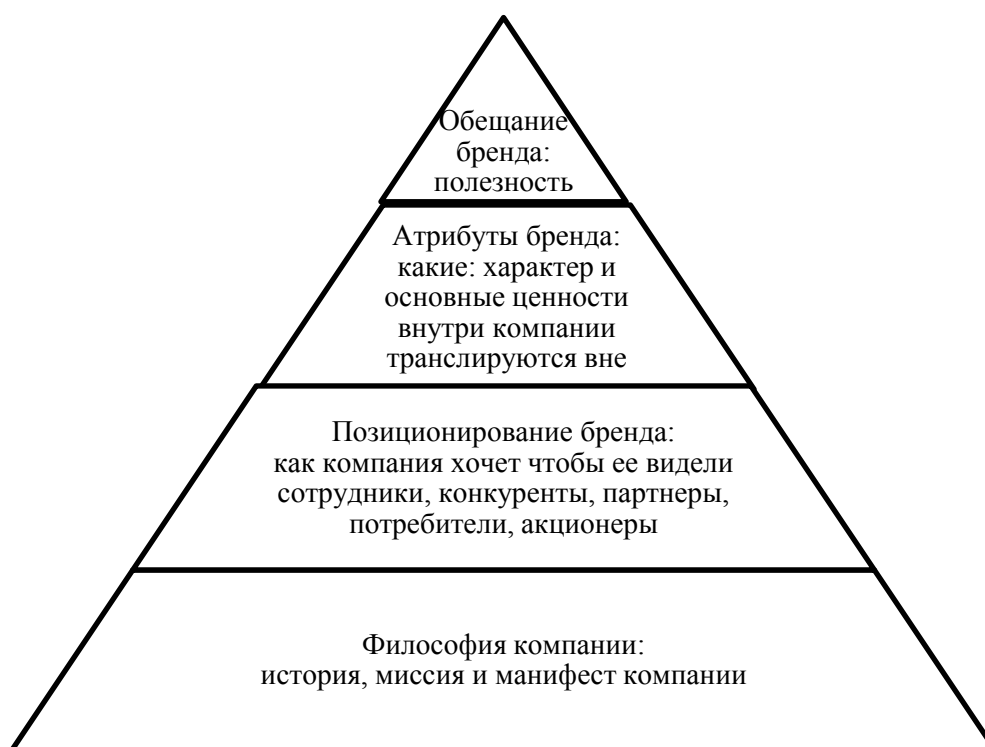 Обещание
бренда:
полезность
Атрибуты бренда:
какие: характер и
основные ценности
внутри компании
транслируются вне
Позиционирование бренда:
как компания хочет чтобы ее видели
сотрудники, конкуренты, партнеры,
потребители, акционеры
Философия компании:
история, миссия и манифест компании